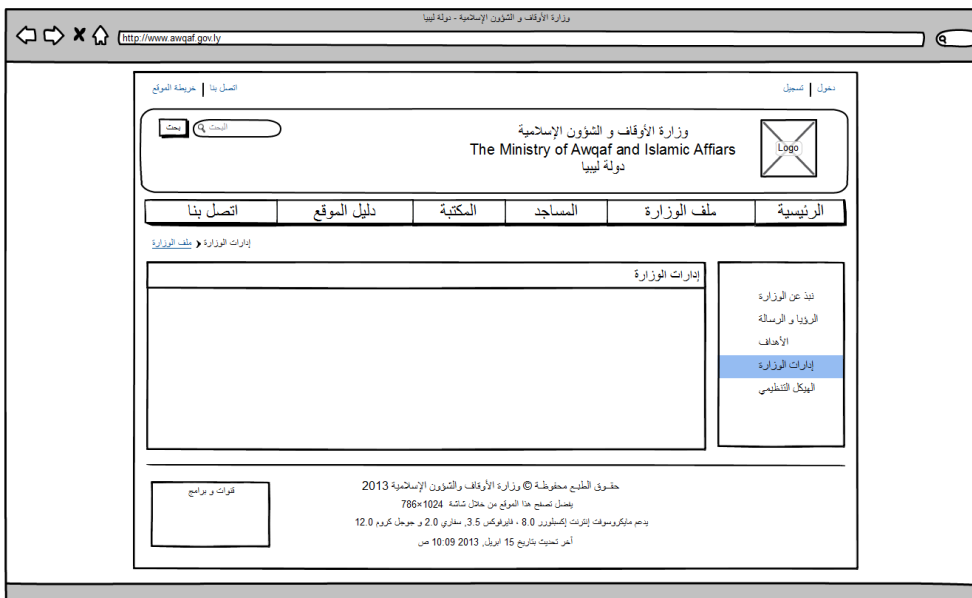 وزارة الأوقاف و الشؤون الإسلامية - دولة ليبيا
http://www.awqaf.gov.ly
دخول | تسجيل
اتصل بنا | خريطة الموقع
وزارة الأوقاف و الشؤون الإسلامية
The Ministry of Awqaf and Islamic Affiars
دولة ليبيا
Logo
البحث
بحث
الرئيسية
ملف الوزارة
المساجد
المكتبة
دليل الموقع
اتصل بنا
ملف الوزارة > إدارات الوزارة
نبذ عن الوزارة
الرؤيا و الرسالة
الأهداف
إدارات الوزارة
الهيكل التنظيمي
إدارات الوزارة
حقـوق الطبع محفوظـة © وزارة الأوقاف والشؤون الإسلامية 2013
يفضل تصفح هذا الموقع من خلال شاشة 1024×786
يدعم مايكروسوفت إنترنت إكسبلورر 8.0 ، فايرفوكس 3.5, سفاري 2.0 و جوجل كروم 12.0
أخر تحديث بتاريخ 15 ابريل, 2013 10:09 ص
قنوات و برامج